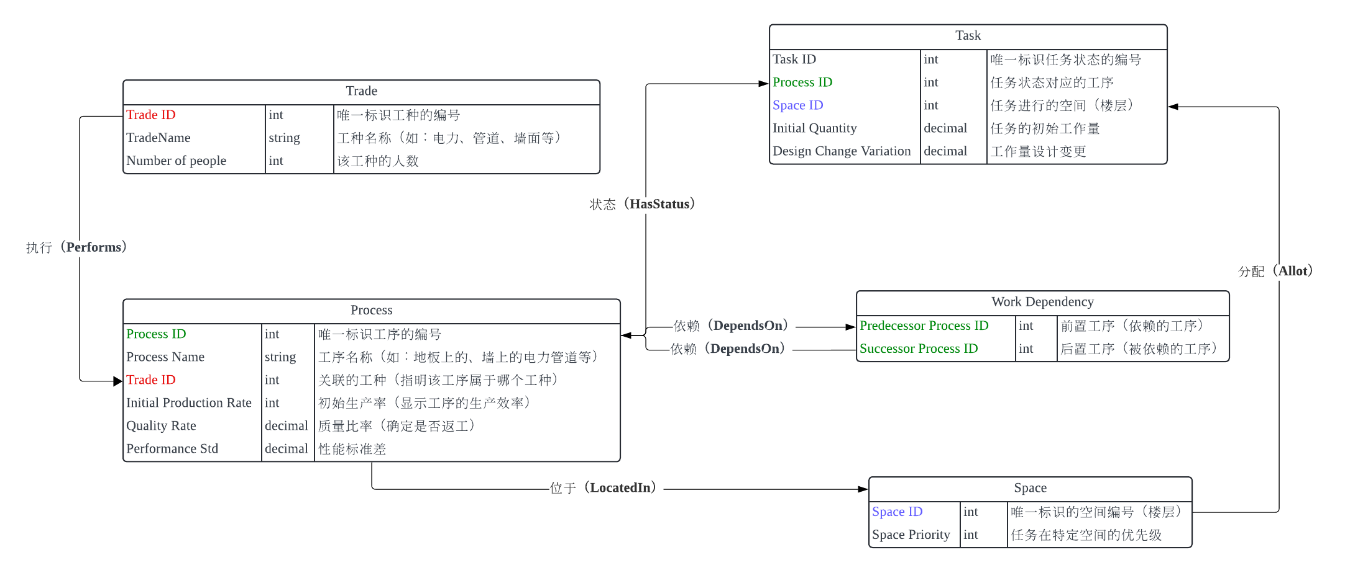 Task
Task ID int 唯一标识任务状态的编号
Process ID int 任务状态对应的工序
Space ID int 任务进行的空间（楼层）
Initial Quantity decimal 任务的初始工作量
Design Change Variation decimal 工作量设计变更
Trade
Trade ID int 唯一标识工种的编号
TradeName string 工种名称（如：电力、管道、墙面等）
Number of people int 该工种的人数
状态（HasStatus）
执行（Performs）
分配（Allot）
Process
Process ID int 唯一标识工序的编号
Process Name string 工序名称（如：地板上的、墙上的电力管道等）
Trade ID int 关联的工种（指明该工序属于哪个工种）
Initial Production Rate int 初始生产率（显示工序的生产效率）
Quality Rate decimal 质量比率（确定是否返工）
Performance Std decimal 性能标准差
依赖（DependsOn）
依赖（DependsOn）
Work Dependency
Predecessor Process ID int 前置工序（依赖的工序）
Successor Process ID int 后置工序（被依赖的工序）
位于（LocatedIn）
Space
Space ID int 唯一标识的空间编号（楼层）
Space Priority int 任务在特定空间的优先级